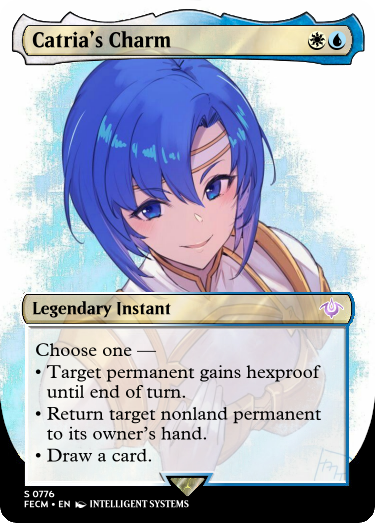 Catria's Charm
Legendary Instant
Choose one —
• Target permanent gains hexproof
until end of turn.
• Return target nonland permanent
to its owner's hand.
• Draw a card.
S 0776
FECM • EN INTELLIGENT SYSTEMS